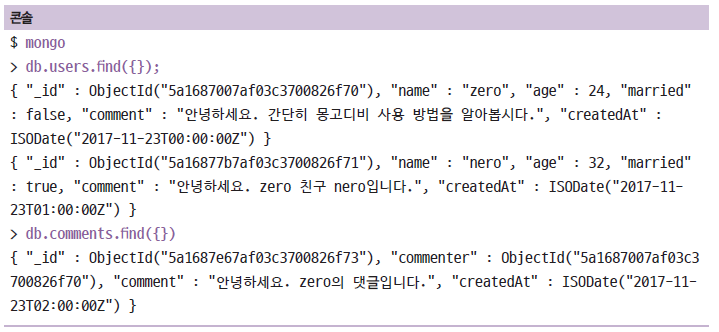 콘솔
$ mongo
> db.users.find({});
{ "_id" : ObjectId("5a1687007af03c3700826f70"), "name" : "zero", "age" : 24, "married"
: false, "comment" : "안녕하세요. 간단히 몽고디비 사용 방법을 알아봅시다.", "createdAt" :
ISODate("2017-11-23T00:00:00Z") }
{ "_id" : ObjectId("5a16877b7af03c3700826f71"), "name" : "nero", "age" : 32, "married"
: true, "comment" : "안녕하세요. zero 친구 nero입니다.", "createdAt" : ISODate("2017-11-
23T01:00:00Z") }
> db.comments.find({})
{ "_id" : ObjectId("5a1687e67af03c3700826f73"), "commenter" : ObjectId("5a1687007af03c3
700826f70"), "comment" : "안녕하세요. zero의 댓글입니다.", "createdAt" : ISODate("2017-11-
23T02:00:00Z") }